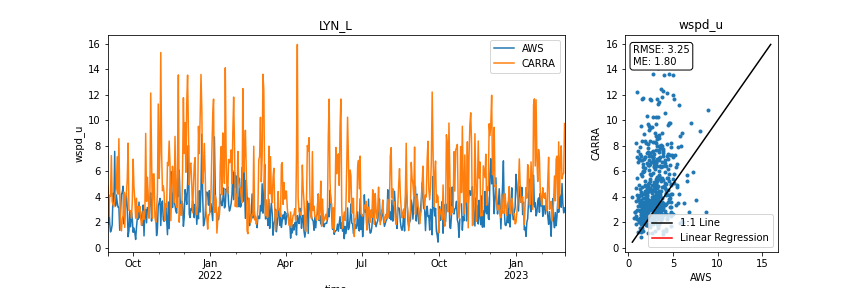 LYN_L
wspd_u
16
14
12
10
8
6
4
2
0
wspd_u
AWS
CARRA
Oct
Jan
2022
Apr
Jul
Oct
Jan
2023
time
16
14
12
10
8
6
4
2
0
CARRA
RMSE: 3.25
ME: 1.80
1:1 Line
Linear Regression
0
5
10
15
AWS